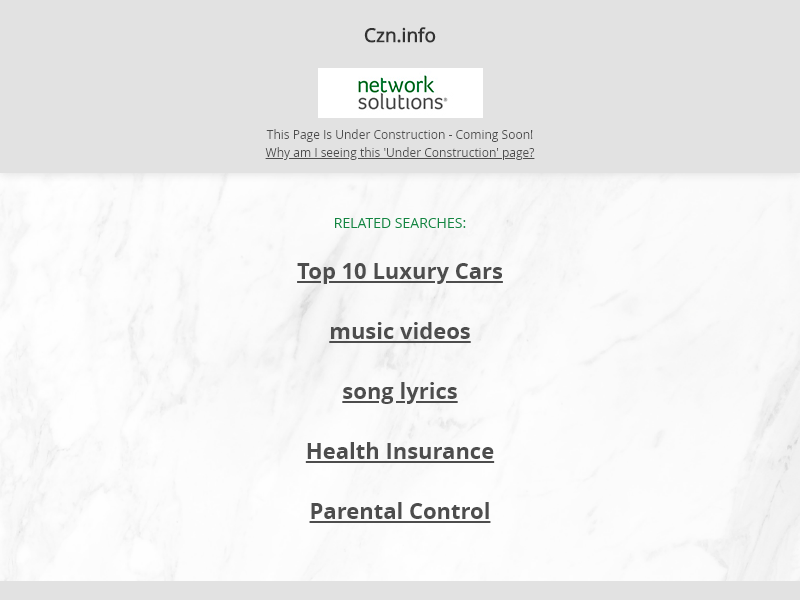 Czn.info
network
solutions®
This Page Is Under Construction - Coming Soon!
Why am I seeing this 'Under Construction' page?
RELATED SEARCHES:
Top 10 Luxury Cars
music videos
song lyrics
Health Insurance
Parental Control